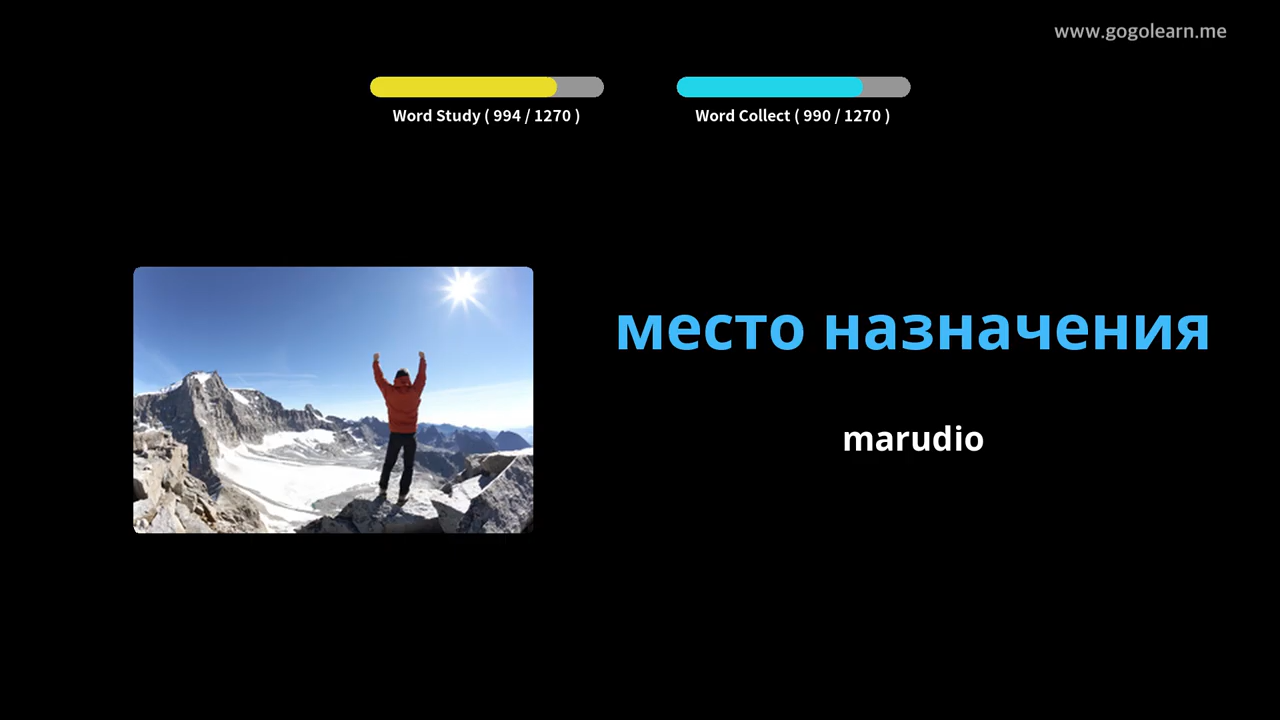 www.gogolearn.me
Word Study ( 994 / 1270 )
Word Collect ( 990 / 1270 )
место назначения
marudio